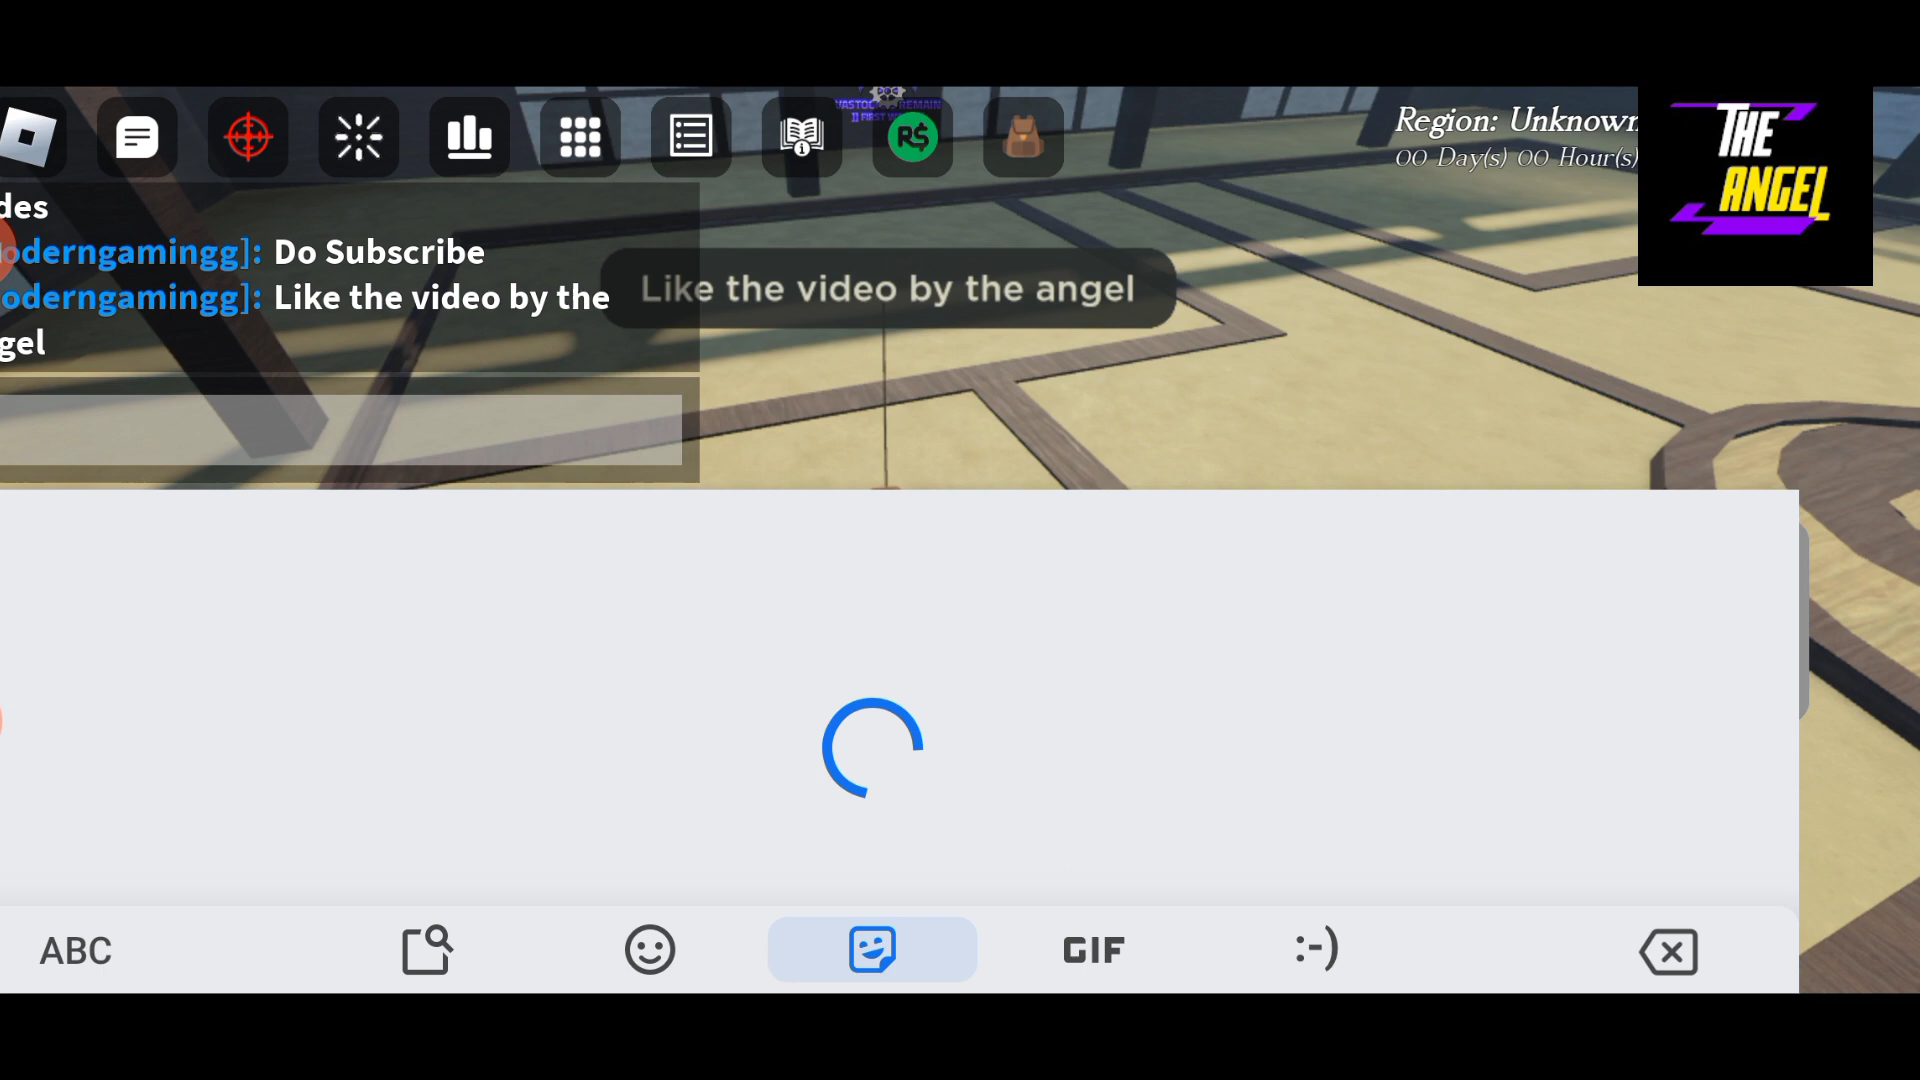 Region: Unknown
00 Day(s) 00 Hour(s)
THE
ANGEL
R$
des
oderngamingg]: Do Subscribe
oderngamingg]: Like the video by the
gel
Like the video by the angel
ABC
GIF
:-)